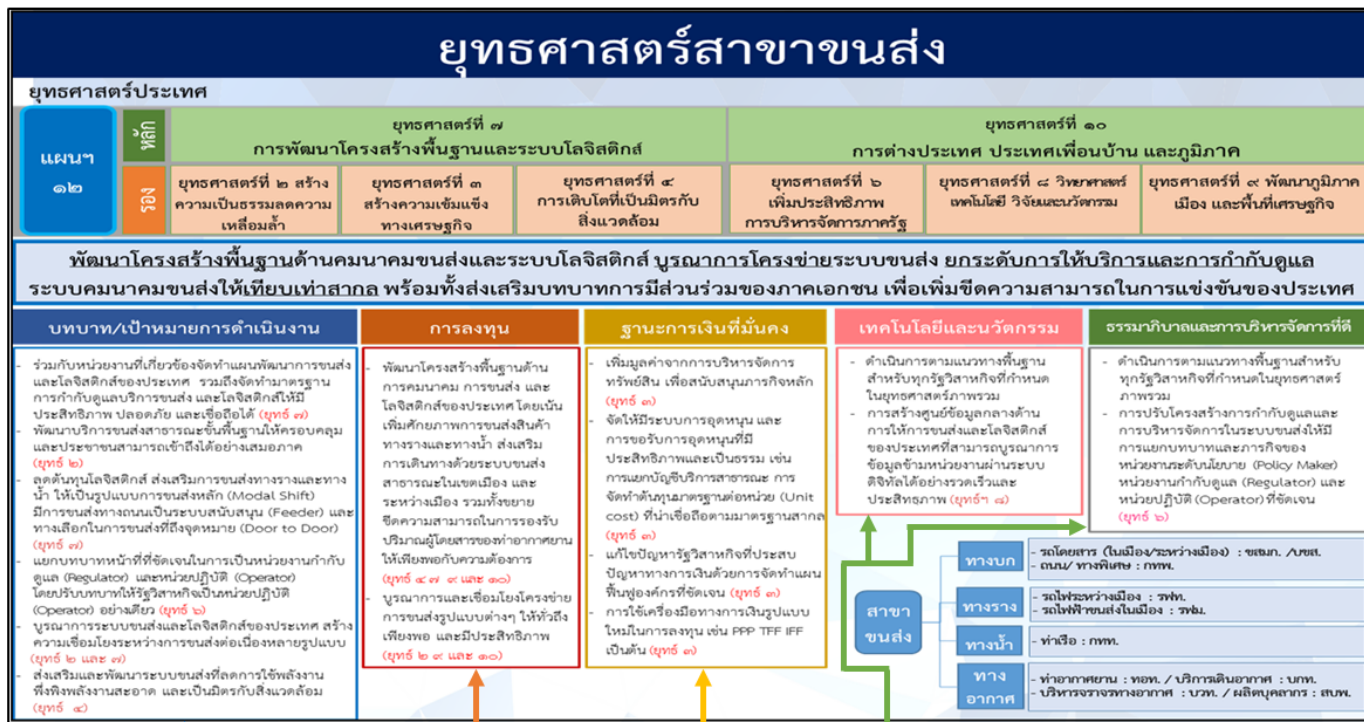 ยุทธศาสตร์สาขาขนส่ง
ยุทธศาสตร์ประเทศ
แผนฯ
๑๒
หลัก
ยุทธศาสตร์ที่ ๗
การพัฒนาโครงสร้างพื้นฐานและระบบโลจิสติกส์
ยุทธศาสตร์ที่ ๑๐
การต่างประเทศ ประเทศเพื่อนบ้าน และภูมิภาค
รอง
ยุทธศาสตร์ที่ ๒ สร้าง
ความเป็นธรรมลดความ
เหลื่อมล้ำ
ยุทธศาสตร์ที่ ๓
สร้างความเข้มแข็ง
ทางเศรษฐกิจ
ยุทธศาสตร์ที่ ๔
การเติบโตที่เป็นมิตรกับ
สิ่งแวดล้อม
ยุทธศาสตร์ที่ ๖
เพิ่มประสิทธิภาพ
การบริหารจัดการภาครัฐ
ยุทธศาสตร์ที่ ๘ วิทยาศาสตร์
เทคโนโลยี วิจัยและนวัตกรรม
ยุทธศาสตร์ที่ ๙ พัฒนาภูมิภาค
เมือง และพื้นที่เศรษฐกิจ
พัฒนาโครงสร้างพื้นฐานด้านคมนาคมขนส่งและระบบโลจิสติกส์ บูรณาการโครงข่ายระบบขนส่ง ยกระดับการให้บริการและการกำกับดูแล
ระบบคมนาคมขนส่งให้เทียบเท่าสากล พร้อมทั้งส่งเสริมบทบาทการมีส่วนร่วมของภาคเอกชน เพื่อเพิ่มขีดความสามารถในการแข่งขันของประเทศ
บทบาท/เป้าหมายการดำเนินงาน
- ร่วมกับหน่วยงานที่เกี่ยวข้องจัดทำแผนพัฒนาการขนส่ง
และโลจิสติกส์ของประเทศ รวมถึงจัดทำมาตรฐาน
การกำกับดูแลบริการขนส่ง และโลจิสติกส์ให้มี
ประสิทธิภาพ ปลอดภัย และเชื่อถือได้ (ยุทธ์ ๗)
- พัฒนาบริการขนส่งสาธารณะขั้นพื้นฐานให้ครอบคลุม
และประชาชนสามารถเข้าถึงได้อย่างเสมอภาค
(ยุทธ์ ๒)
- ลดต้นทุนโลจิสติกส์ ส่งเสริมการขนส่งทางรางและทาง
น้ำ ให้เป็นรูปแบบการขนส่งหลัก (Modal Shift)
มีการขนส่งทางถนนเป็นระบบสนับสนุน (Feeder) และ
ทางเลือกในการขนส่งที่ถึงจุดหมาย (Door to Door)
(ยุทธ์ ๗)
- แยกบทบาทหน้าที่ที่ชัดเจนในการเป็นหน่วยงานกำกับ
ดูแล (Regulator) และหน่วยปฏิบัติ (Operator)
โดยปรับบทบาทให้รัฐวิสาหกิจเป็นหน่วยปฏิบัติ
(Operator) อย่างเดียว (ยุทธ์ ๖)
- บูรณาการระบบขนส่งและโลจิสติกส์ของประเทศ สร้าง
ความเชื่อมโยงระหว่างการขนส่งต่อเนื่องหลายรูปแบบ
(ยุทธ์ ๒ และ ๗)
- ส่งเสริมและพัฒนาระบบขนส่งที่ลดการใช้พลังงาน
พึ่งพิงพลังงานสะอาด และเป็นมิตรกับสิ่งแวดล้อม
(ยุทธ์ ๔)
การลงทุน
- พัฒนาโครงสร้างพื้นฐานด้าน
การคมนาคม การขนส่ง และ
โลจิสติกส์ของประเทศ โดยเน้น
เพิ่มศักยภาพการขนส่งสินค้า
ทางรางและทางน้ำ ส่งเสริม
การเดินทางด้วยระบบขนส่ง
สาธารณะในเขตเมือง และ
ระหว่างเมือง รวมทั้งขยาย
ขีดความสามารถในการรองรับ
ปริมาณผู้โดยสารของท่าอากาศยาน
ให้เพียงพอกับความต้องการ
(ยุทธ์ ๔ ๗ ๙ และ ๑๐)
- บูรณาการและเชื่อมโยงโครงข่าย
การขนส่งรูปแบบต่างๆ ให้ทั่วถึง
เพียงพอ และมีประสิทธิภาพ
(ยุทธ์ ๒ ๙ และ ๑๐)
ฐานะการเงินที่มั่นคง
- เพิ่มมูลค่าจากการบริหารจัดการ
ทรัพย์สิน เพื่อสนับสนุนภารกิจหลัก
(ยุทธ์ ๓)
- จัดให้มีระบบการอุดหนุน และ
การขอรับการอุดหนุนที่มี
ประสิทธิภาพและเป็นธรรม เช่น
การแยกบัญชีบริการสาธารณะ การ
จัดทำต้นทุนมาตรฐานต่อหน่วย (Unit
cost) ที่น่าเชื่อถือตามมาตรฐานสากล
(ยุทธ์ ๓)
- แก้ไขปัญหารัฐวิสาหกิจที่ประสบ
ปัญหาทางการเงินด้วยการจัดทำแผน
ฟื้นฟูองค์กรที่ชัดเจน (ยุทธ์ ๓)
- การใช้เครื่องมือทางการเงินรูปแบบ
ใหม่ในการลงทุน เช่น PPP TFF IFF
เป็นต้น (ยุทธ์ ๓)
เทคโนโลยีและนวัตกรรม
- ดำเนินการตามแนวทางพื้นฐาน
สำหรับทุกรัฐวิสาหกิจที่กำหนด
ในยุทธศาสตร์ภาพรวม
- การสร้างศูนย์ข้อมูลกลางด้าน
การให้การขนส่งและโลจิสติกส์
ของประเทศที่สามารถบูรณาการ
ข้อมูลข้ามหน่วยงานผ่านระบบ
ดิจิทัลได้อย่างรวดเร็วและ
ประสิทธภาพ (ยุทธ์ฯ ๘)
ธรรมาภิบาลและการบริหารจัดการที่ดี
- ดำเนินการตามแนวทางพื้นฐานสำหรับ
ทุกรัฐวิสาหกิจที่กำหนดในยุทธศาสตร์
ภาพรวม
- การปรับโครงสร้างการกำกับดูแลและ
การบริหารจัดการในระบบขนส่งให้มี
การแยกบทบาทและภารกิจของ
หน่วยงานระดับนโยบาย (Policy Maker)
หน่วยงานกำกับ ดูแล (Regulator) และ
หน่วยปฏิบัติ (Operator) ที่ชัดเจน
(ยุทธ์ ๖)
สาขา
ขนส่ง
ทางบก
- รถโดยสาร (ในเมือง/ระหว่างเมือง) : ขสมก. /บขส.
- ถนน/ ทางพิเศษ : กทพ.
ทางราง
- รถไฟระหว่างเมือง : รฟท.
- รถไฟฟ้าขนส่งในเมือง : รฟม.
ทางน้ำ
- ท่าเรือ : กทท.
ทาง
อากาศ
- ท่าอากาศยาน : ทอท. / บริการเดินอากาศ : บกท.
- บริหารจราจรทางอากาศ : บวท. / ผลิตบุคลากร : สบพ.